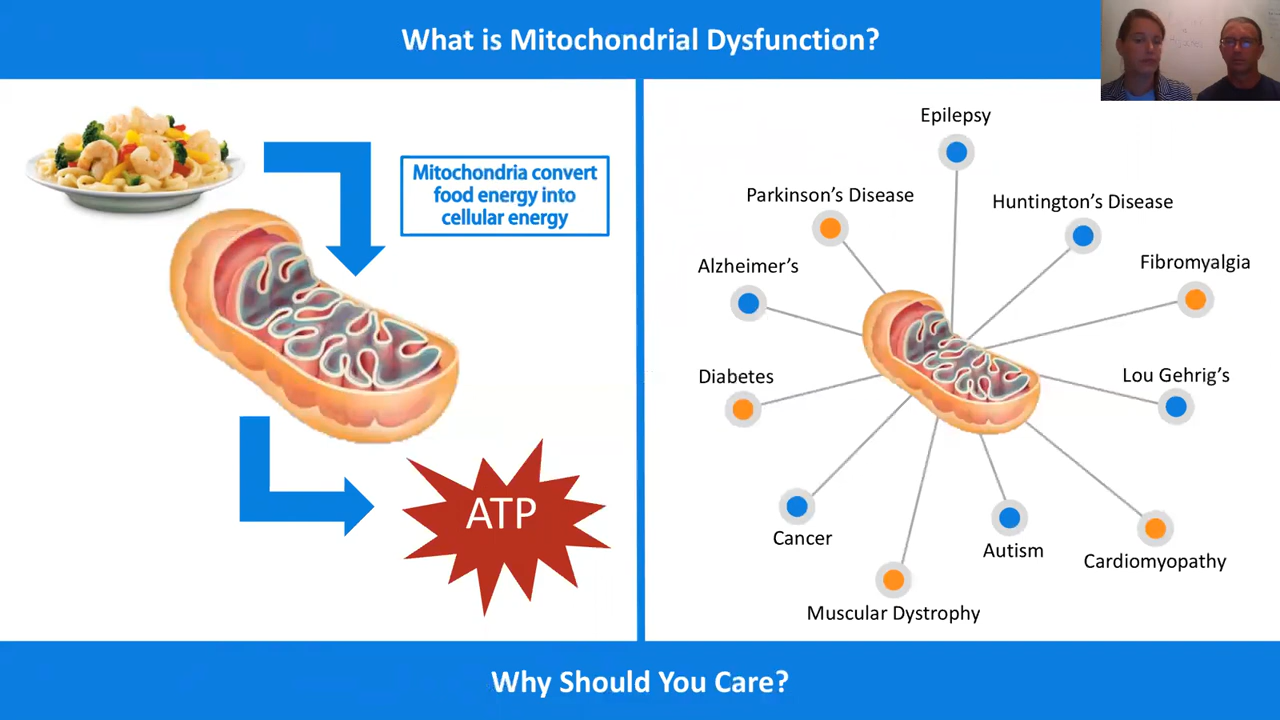 What is Mitochondrial Dysfunction?
Mitochondria convert
food energy into
cellular energy
ATP
Epilepsy
Parkinson's Disease
Huntington's Disease
Alzheimer's
Fibromyalgia
Diabetes
Lou Gehrig's
Cancer
Autism
Cardiomyopathy
Muscular Dystrophy
Why Should You Care?